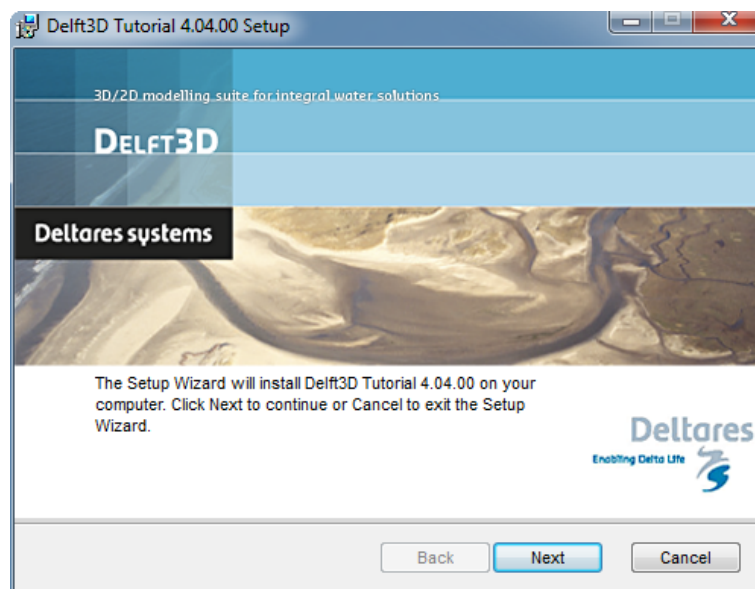 Delft3D Tutorial 4.04.00 Setup
3D/2D modelling suite for integral water solutions
DELFT3D
Deltares systems
The Setup Wizard will install Delft3D Tutorial 4.04.00 on your
computer. Click Next to continue or Cancel to exit the Setup
Wizard.
Deltares
Enabling Delta Life
Back
Next
Cancel